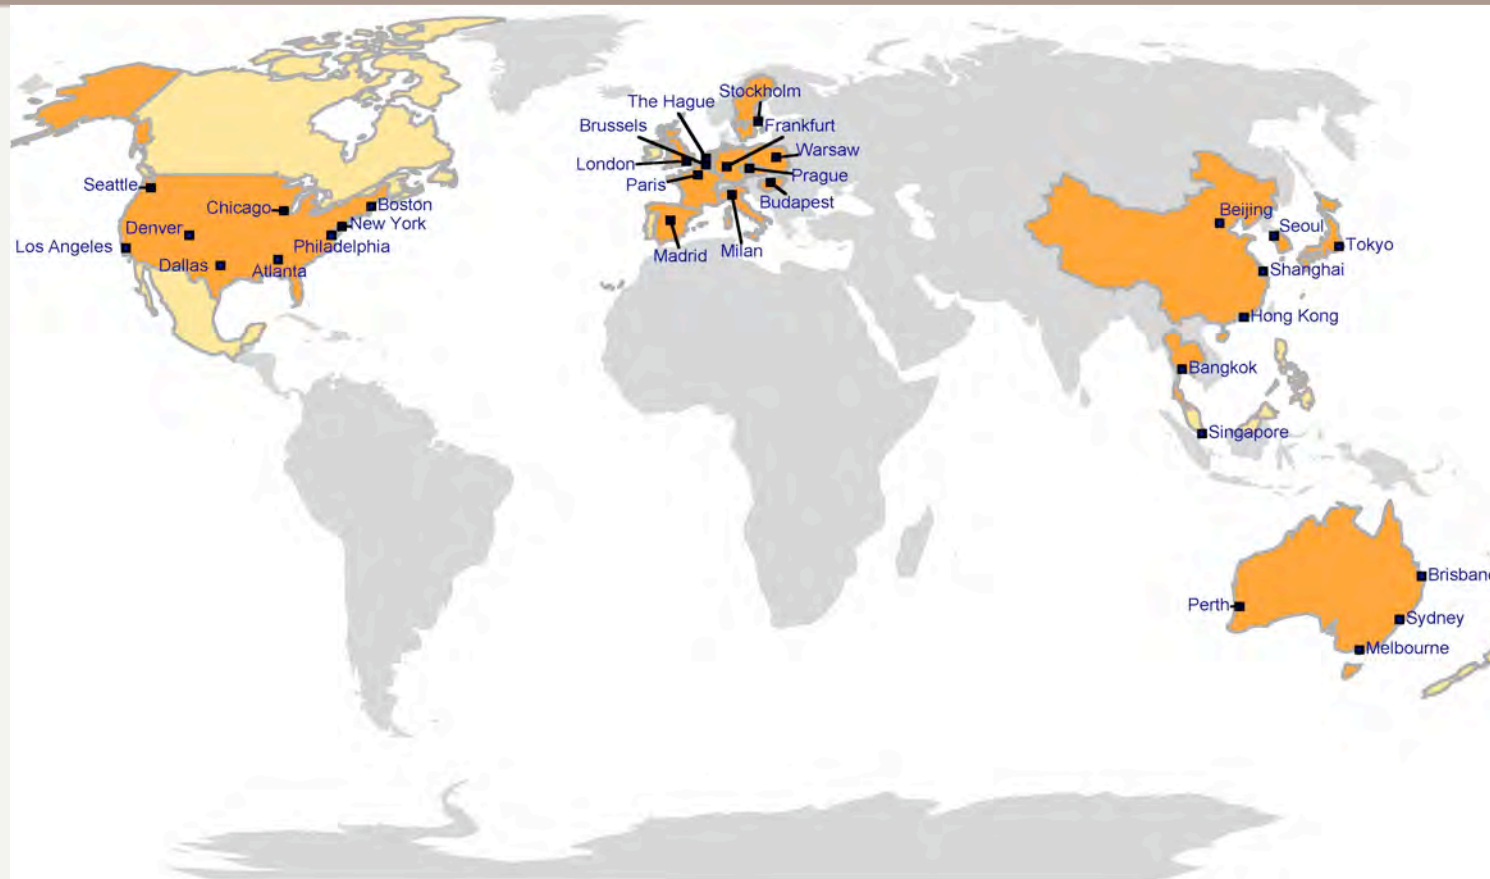 Stockholm
The Hague
Brussels
Frankfurt
London
Warsaw
Paris
Prague
Budapest
Madrid
Milan
Seattle
Chicago
Boston
Denver
New York
Los Angeles
Philadelphia
Dallas
Atlanta
Beijing
Seoul
Tokyo
Shanghai
Hong Kong
Bangkok
Singapore
Brisban
Perth
Sydney
Melbourne